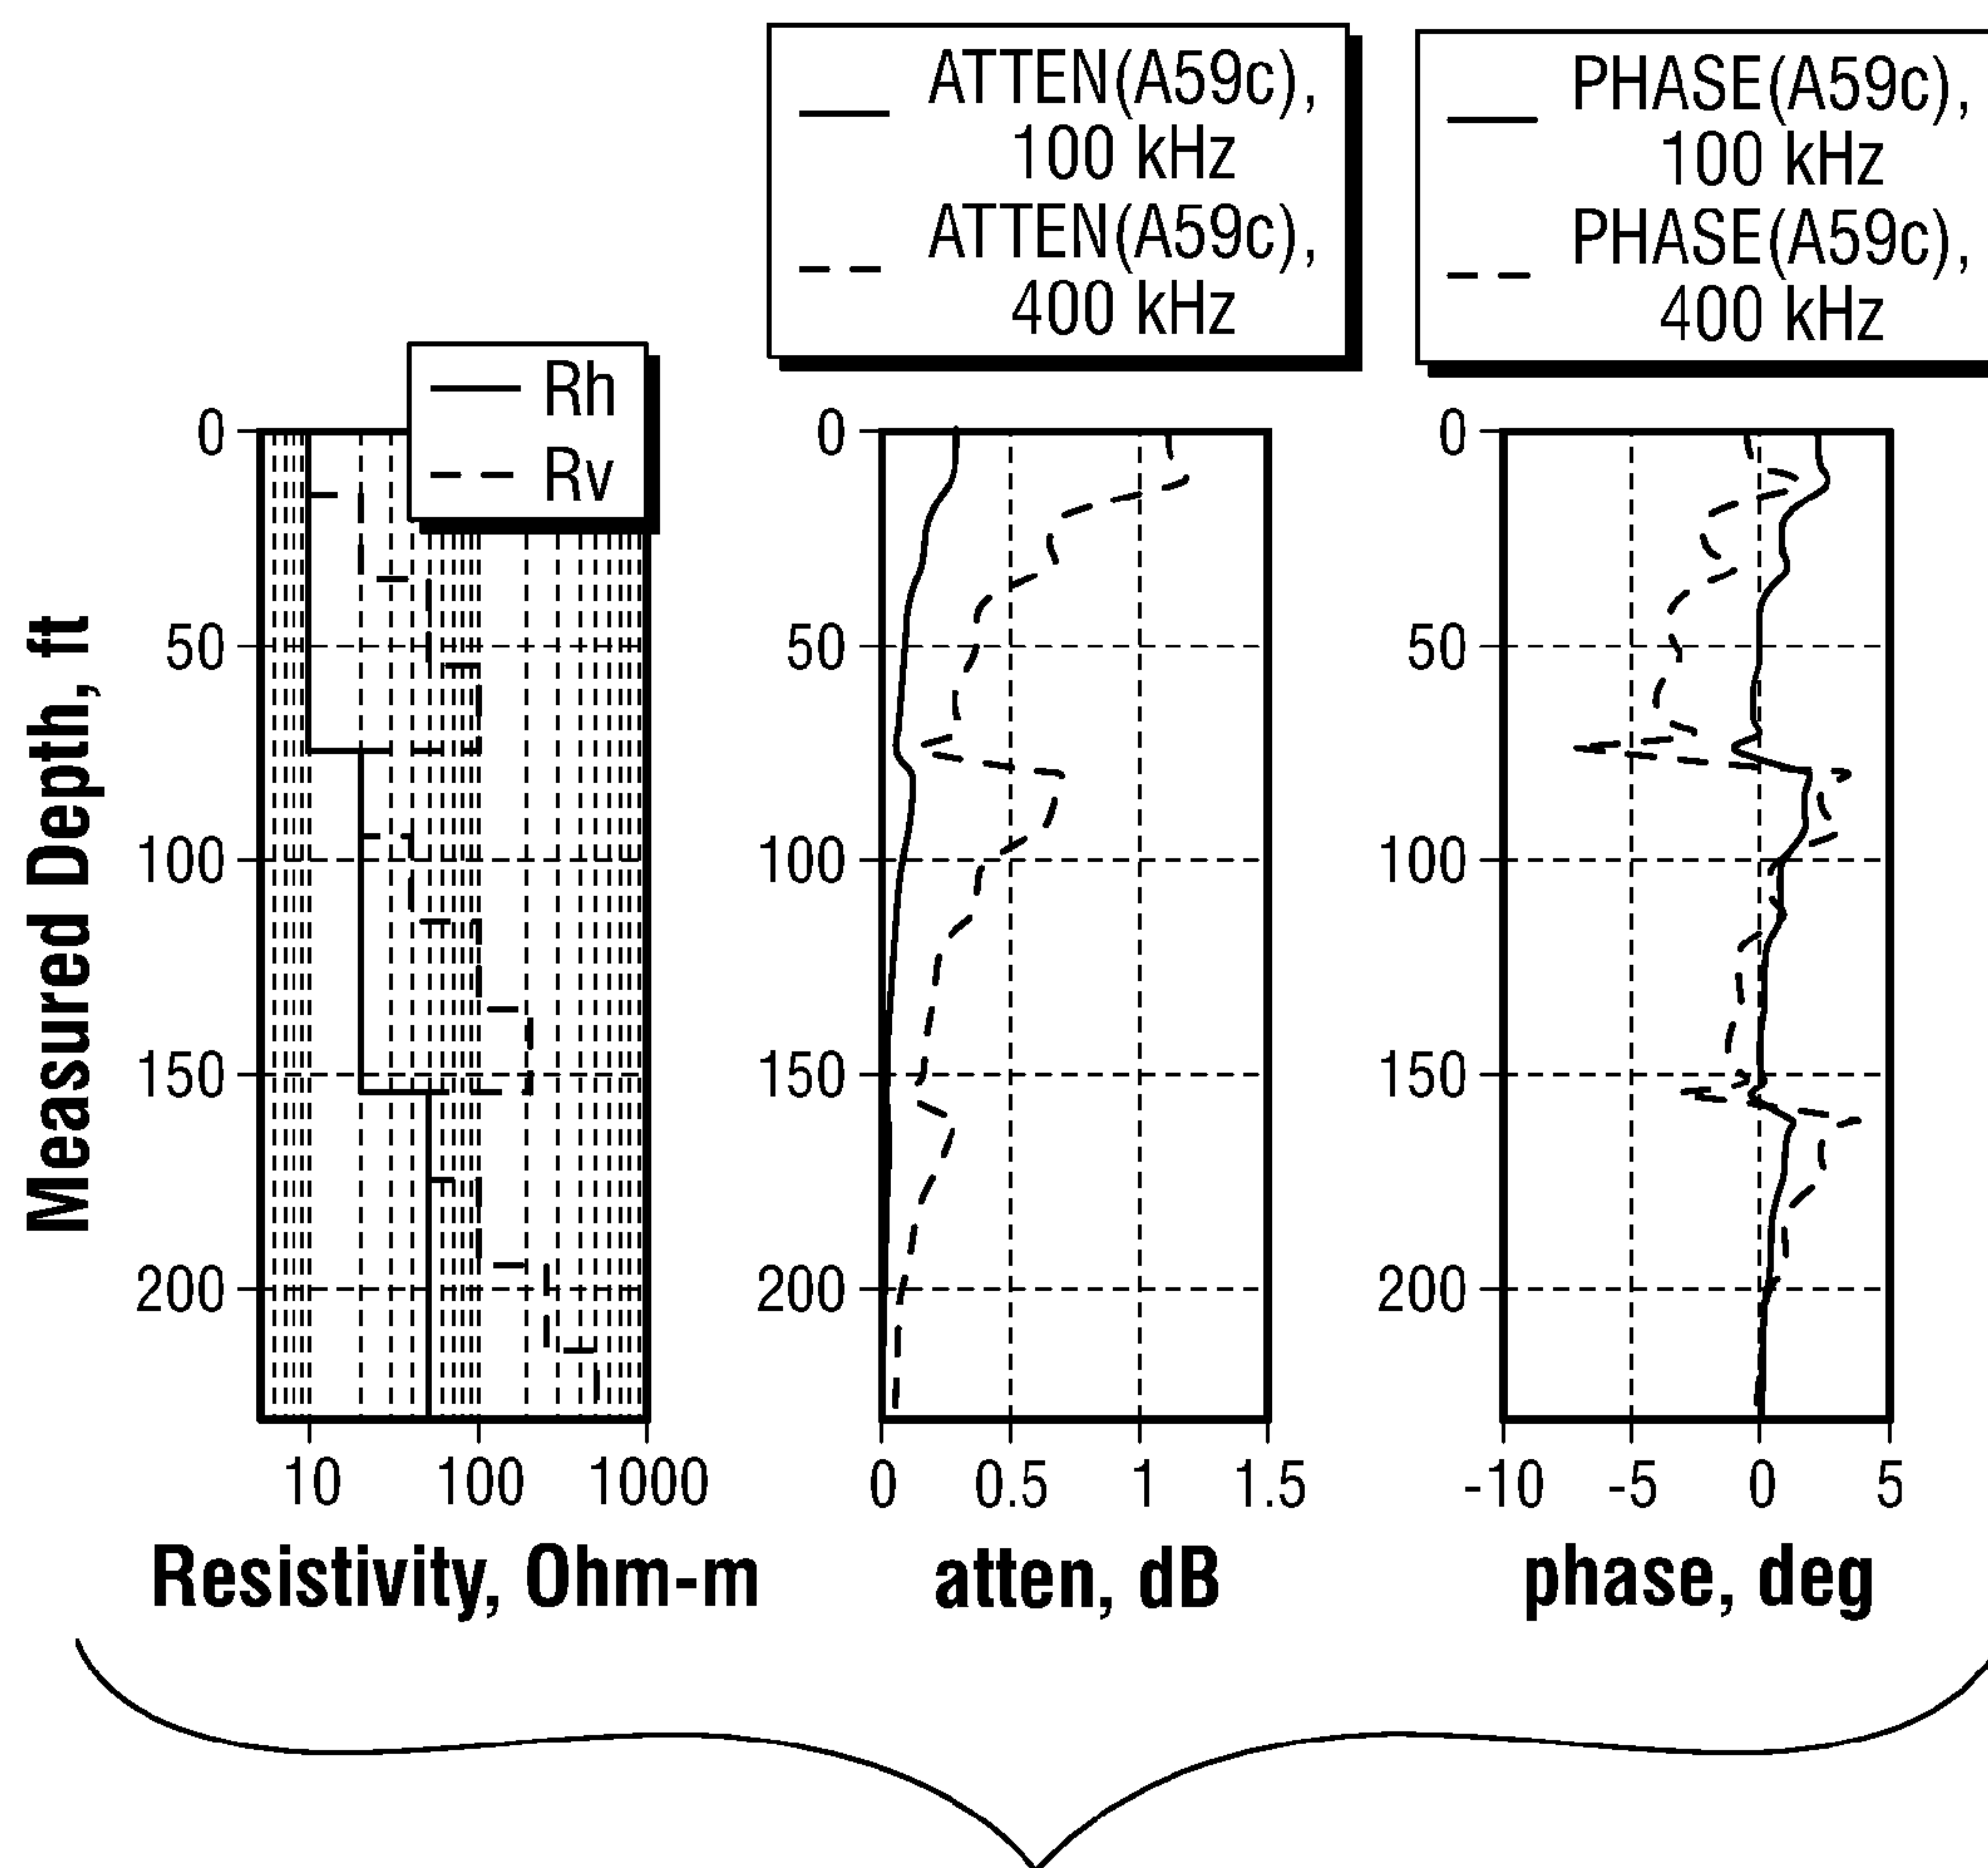 ATTEN(A59c),
100 kHz
ATTEN(A59c),
400 kHz
PHASE(A59c),
100 kHz
PHASE(A59c),
400 kHz
Rh
Rv
Measured Depth, ft
0
50
100
150
200
10 100 1000
Resistivity, Ohm-m
0
50
100
150
200
0 0.5 1 1.5
atten, dB
0
50
100
150
200
-10 -5 0 5
phase, deg